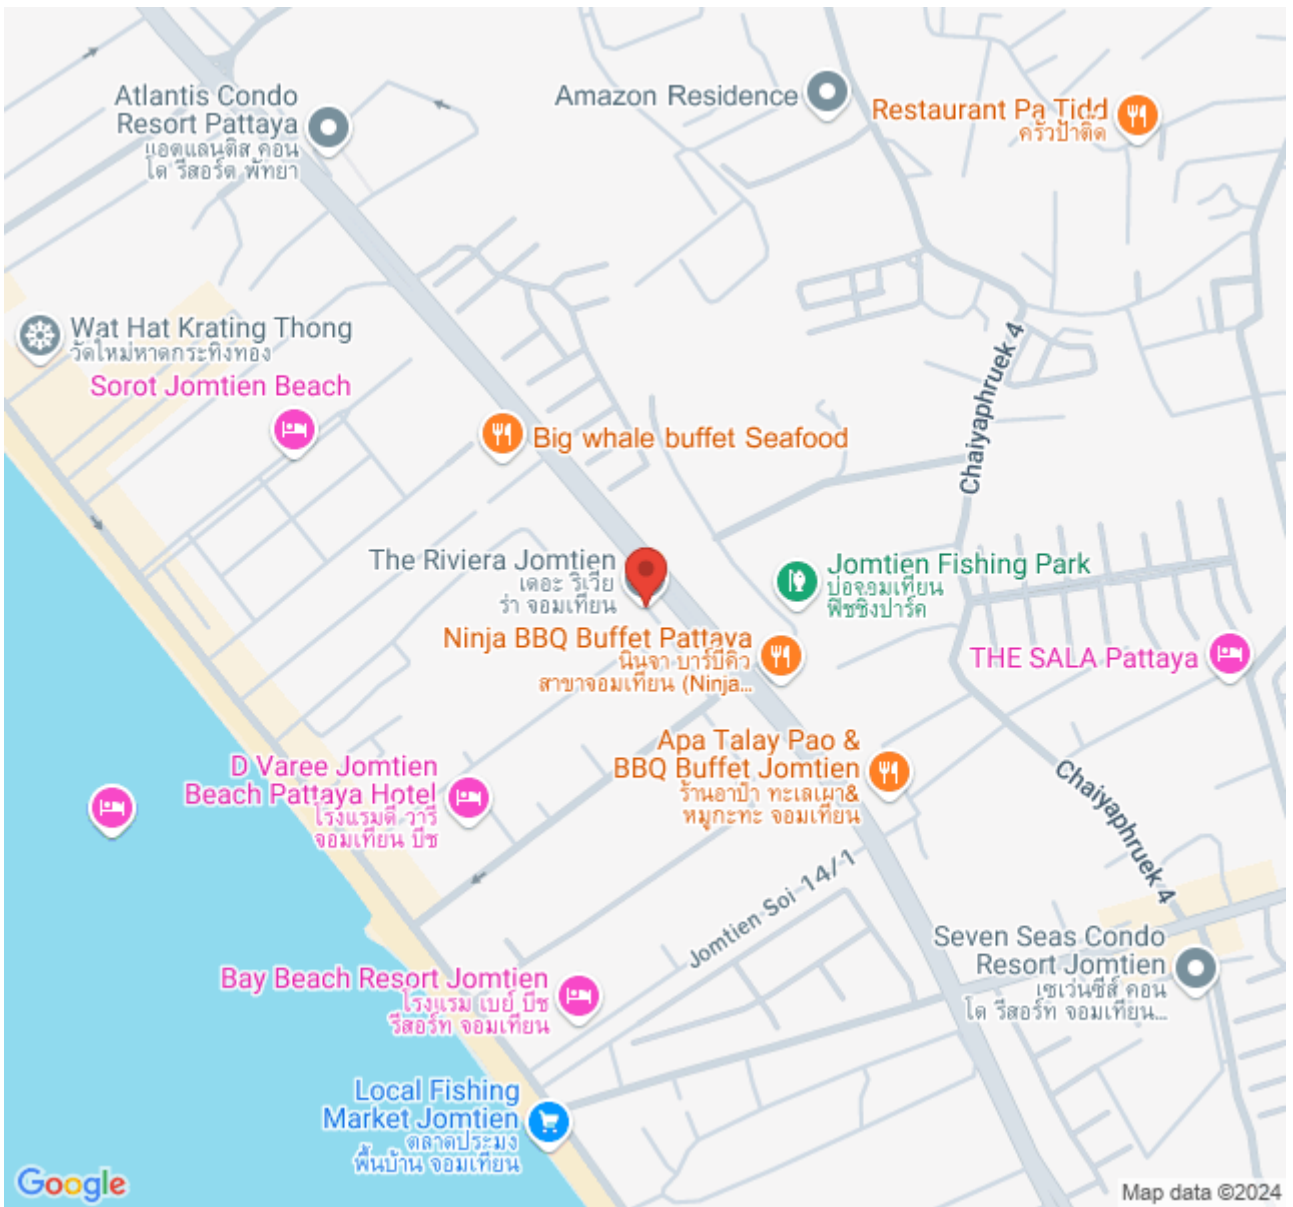 Atlantis Condo
Resort Pattaya
แอตแลนติส คอน
โด รีสอร์ต พัทยา
Amazon Residence
Restaurant Pa Tidd
ครัวป้าติ๊ด
Wat Hat Krating Thong
วัดใหม่หาดกระทิงทอง
Sorot Jomtien Beach
Big whale buffet Seafood
Chaiyaphruek 4
The Riviera Jomtien
เดอะ ริเวีย
ร่า จอมเทียน
Jomtien Fishing Park
บ่อจอมเทียน
ฟิชชิงปาร์ค
Ninja BBQ Buffet Pattaya
นินจา บาร์บีคิว
สาขาจอมเทียน (Ninja...
THE SALA Pattaya
Apa Talay Pao &
BBQ Buffet Jomtien
ร้านอาป๋า ทะเลเผา&
หมูกะทะ จอมเทียน
D Varee Jomtien
Beach Pattaya Hotel
โรงแรมดี วารี
จอมเทียน บีช
Chaiyaphruek 4
Jomtien Soi 14/1
Seven Seas Condo
Resort Jomtien
เซเว่นซีส์ คอน
โด รีสอร์ท จอมเทียน...
Bay Beach Resort Jomtien
โรงแรม เบย์ บีช
รีสอร์ท จอมเทียน
Local Fishing
Market Jomtien
ตลาดประมง
พื้นบ้าน จอมเทียน
Google
Map data ©2024